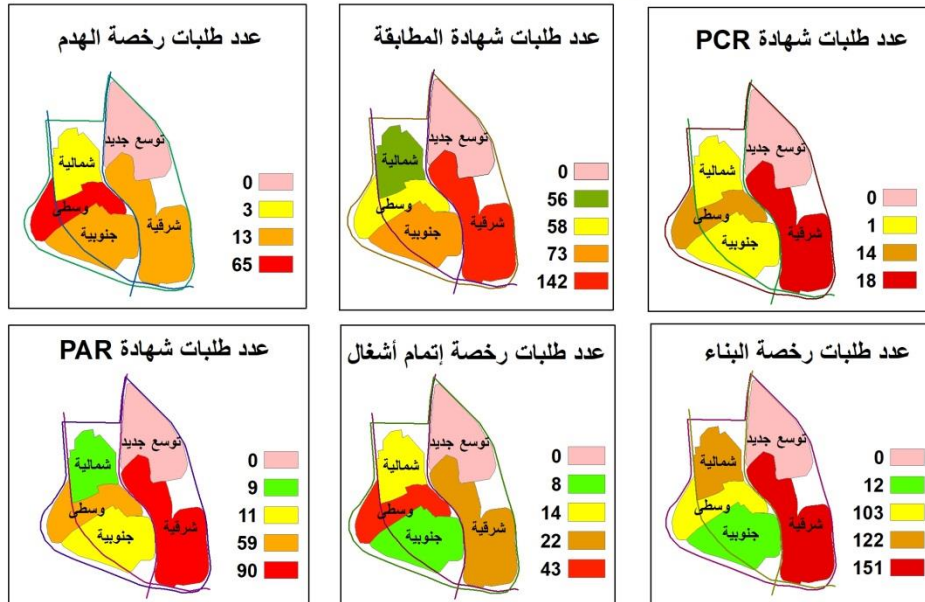 عدد طلبات رخصة الهدم
توسع جديد
شمالية
وسطى
شرقية
جنوبية
0
3
13
65
عدد طلبات شهادة المطابقة
توسع جديد
شمالية
وسطى
شرقية
جنوبية
0
56
58
73
142
عدد طلبات شهادة PCR
توسع جديد
شمالية
وسطى
شرقية
جنوبية
0
1
14
18
عدد طلبات شهادة PAR
توسع جديد
شمالية
وسطى
شرقية
جنوبية
0
9
11
59
90
عدد طلبات رخصة إتمام أشغال
توسع جديد
شمالية
وسطى
شرقية
جنوبية
0
8
14
22
43
عدد طلبات رخصة البناء
توسع جديد
شمالية
وسطى
شرقية
جنوبية
0
12
103
122
151